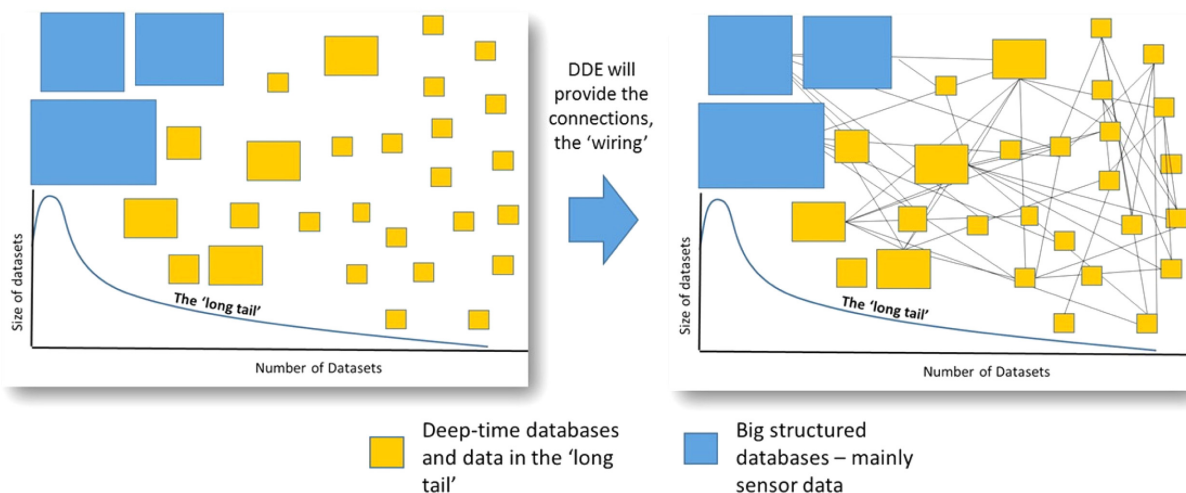 DDE will
provide the
connections,
the ‘wiring’
Size of datasets
The ‘long tail’
Number of Datasets
Size of datasets
The ‘long tail’
Number of Datasets
Deep-time databases
and data in the ‘long
tail’
Big structured
databases – mainly
sensor data